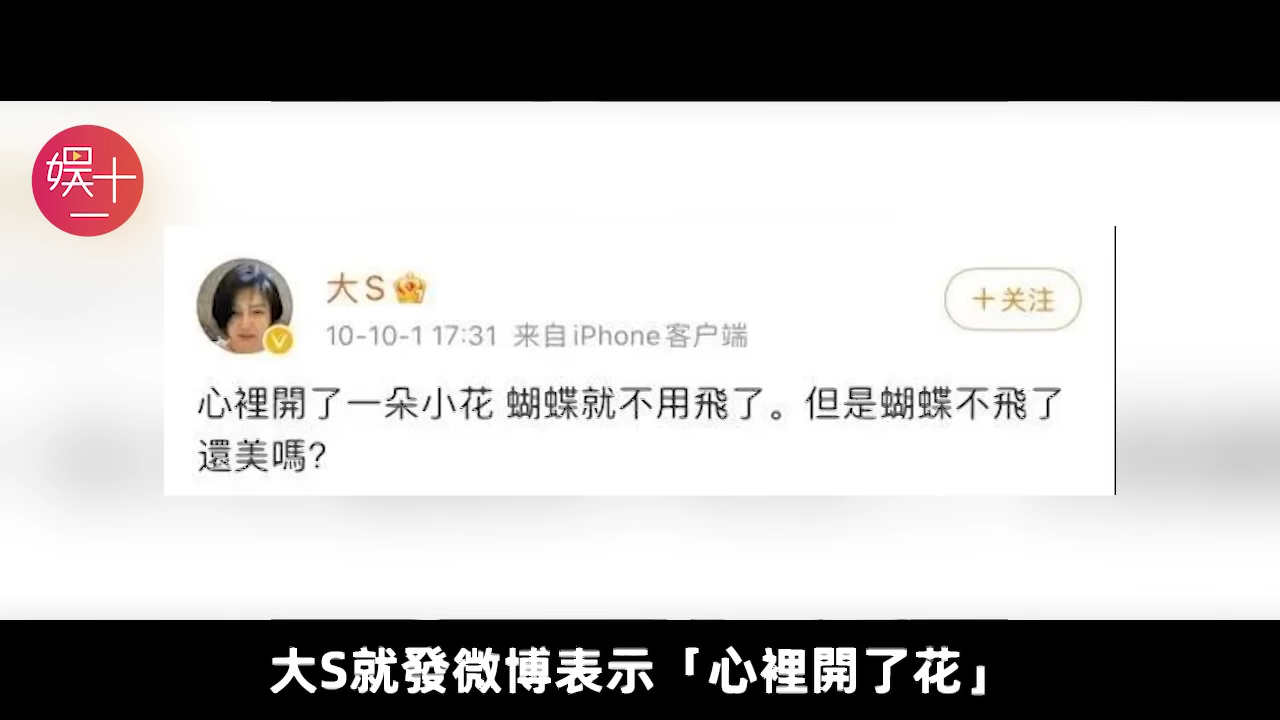 娱十一
大S
10-10-1 17:31 来自iPhone客户端
+关注
心裡開了一朵小花 蝴蝶就不用飛了。但是蝴蝶不飛了
還美嗎?
大S就發微博表示「心裡開了花」